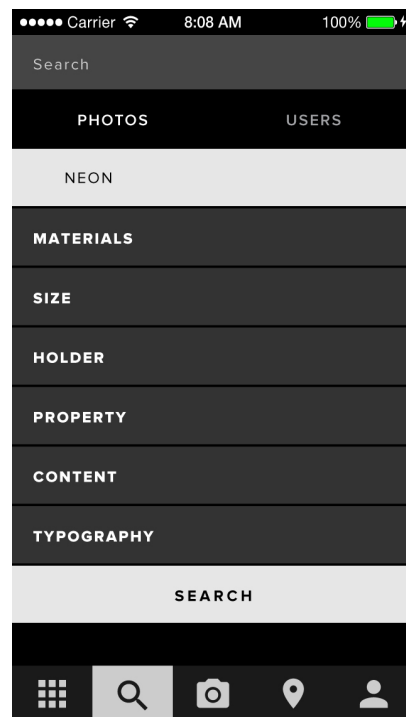 Carrier 8:08 AM 100%
Search
PHOTOS USERS
NEON
MATERIALS
SIZE
HOLDER
PROPERTY
CONTENT
TYPOGRAPHY
SEARCH